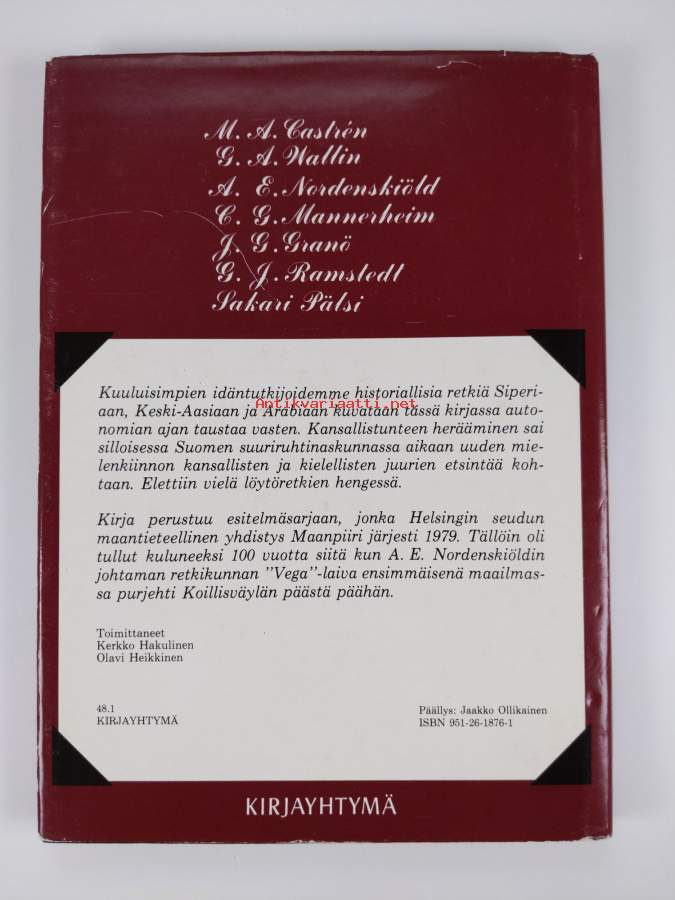 M. A. Castrén
G. A. Wallin
A. E. Nordenskiöld
C. G. Mannerheim
J. G. Granö
G. J. Ramstedt
Sakari Pälsi
Kuuluisimpien idäntutkijoidemme historiallisia retkiä Siperi-
aan, Keski-Aasiaan ja Arabiaan kuvataan tässä kirjassa auto-
Antikvariaatti.net
nomian ajan taustaa vasten. Kansallistunteen herääminen sai
silloisessa Suomen suuriruhtinaskunnassa aikaan uuden mie-
lenkiinnon kansallisten ja kielellisten juurien etsintää koh-
taan. Elettiin vielä löytöretkien hengessä.
Kirja perustuu esitelmäsarjaan, jonka Helsingin seudun
maantieteellinen yhdistys Maanpiiri järjesti 1979. Tällöin oli
tullut kuluneeksi 100 vuotta siitä kun A. E. Nordenskiöldin
johtaman retkikunnan "Vega"-laiva ensimmäisenä maailmas-
sa purjehti Koillisväylän päästä päähän.
Toimittaneet
Kerkko Hakulinen
Olavi Heikkinen
48.1
KIRJAYHTYMÄ
Päällys: Jaakko Ollikainen
ISBN 951-26-1876-1
KIRJAYHTYMÄ